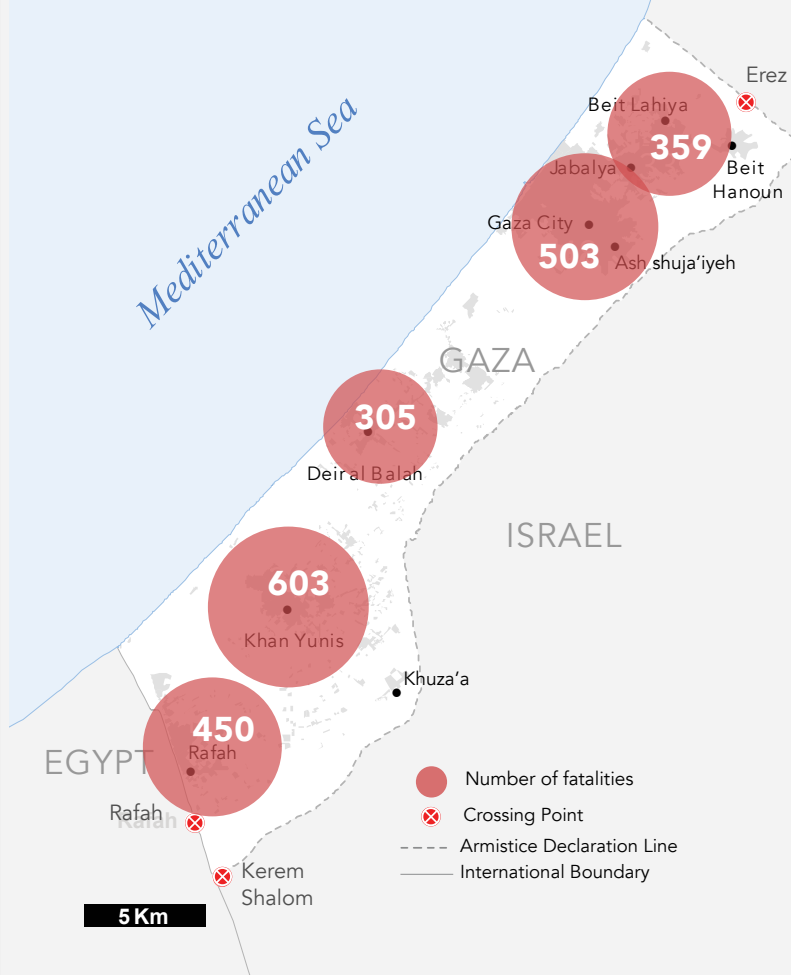 Erez
Beit Lahiya
359
Jabalya
Beit
Hanoun
Gaza City
503
Ash shuja'iyeh
Mediterranean Sea
GAZA
305
Deir al Balah
ISRAEL
603
Khan Yunis
Khuza'a
450
Rafah
EGYPT
Number of fatalities
Rafah
Rafah
Crossing Point
Armistice Declaration Line
International Boundary
Kerem
Shalom
5 Km